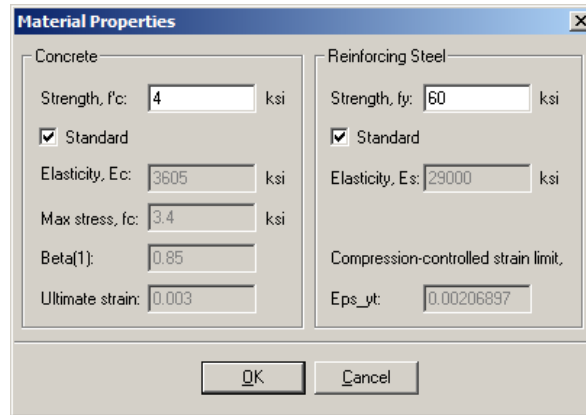 Material Properties
Concrete
Strength, f'c: 4 ksi
Standard
Elasticity, Ec: 3605 ksi
Max stress, fc: 3.4 ksi
Beta(1): 0.85
Ultimate strain: 0.003
Reinforcing Steel
Strength, fy: 60 ksi
Standard
Elasticity, Es: 29000 ksi
Compression-controlled strain limit,
Eps_yt: 0.00206897
OK Cancel